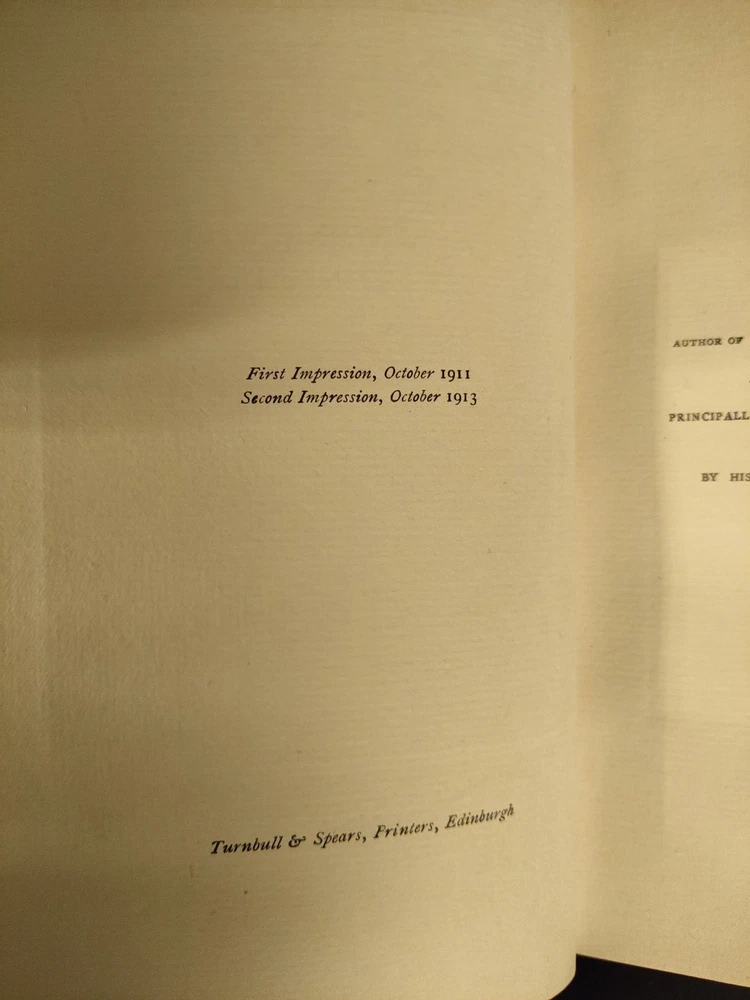 First Impression, October 1911
Second Impression, October 1913
Turnbull & Spears, Printers, Edinburgh
AUTHOR OF
PRINCIPALL
BY HIS